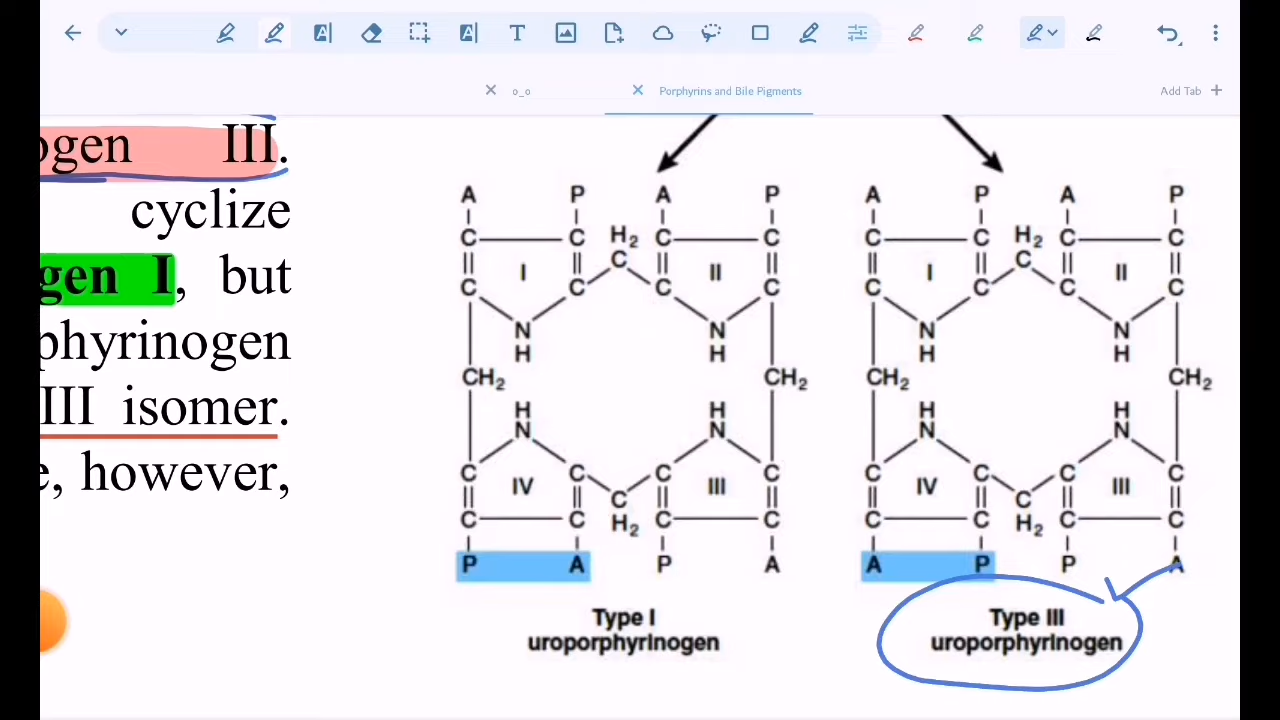 o_o
Porphyrins and Bile Pigments
Add Tab
ogen III.
cyclize
gen I, but
phyrinogen
III isomer.
e, however,
A P A P
C C H₂ C C
I C II
C C C C
N N
H H
CH₂ CH₂
H H
N N
C C C C
IV C III
C C H₂ C C
P A P A
Type I
uroporphyrinogen
A P A P
C C H₂ C C
I C II
C C C C
N N
H H
CH₂ CH₂
H H
N N
C C C C
IV C III
C C H₂ C C
A P P A
Type III
uroporphyrinogen